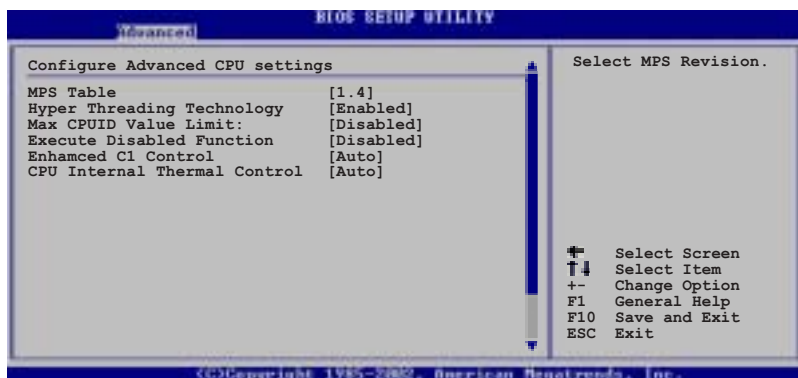 BIOS SETUP UTILITY
Advanced
Configure Advanced CPU settings
MPS Table [1.4]
Hyper Threading Technology [Enabled]
Max CPUID Value Limit: [Disabled]
Execute Disabled Function [Disabled]
Enhamced C1 Control [Auto]
CPU Internal Thermal Control [Auto]
Select MPS Revision.
Select Screen
Select Item
+- Change Option
F1 General Help
F10 Save and Exit
ESC Exit
(C)Copyright 1985-2002, American Megatrends, Inc.